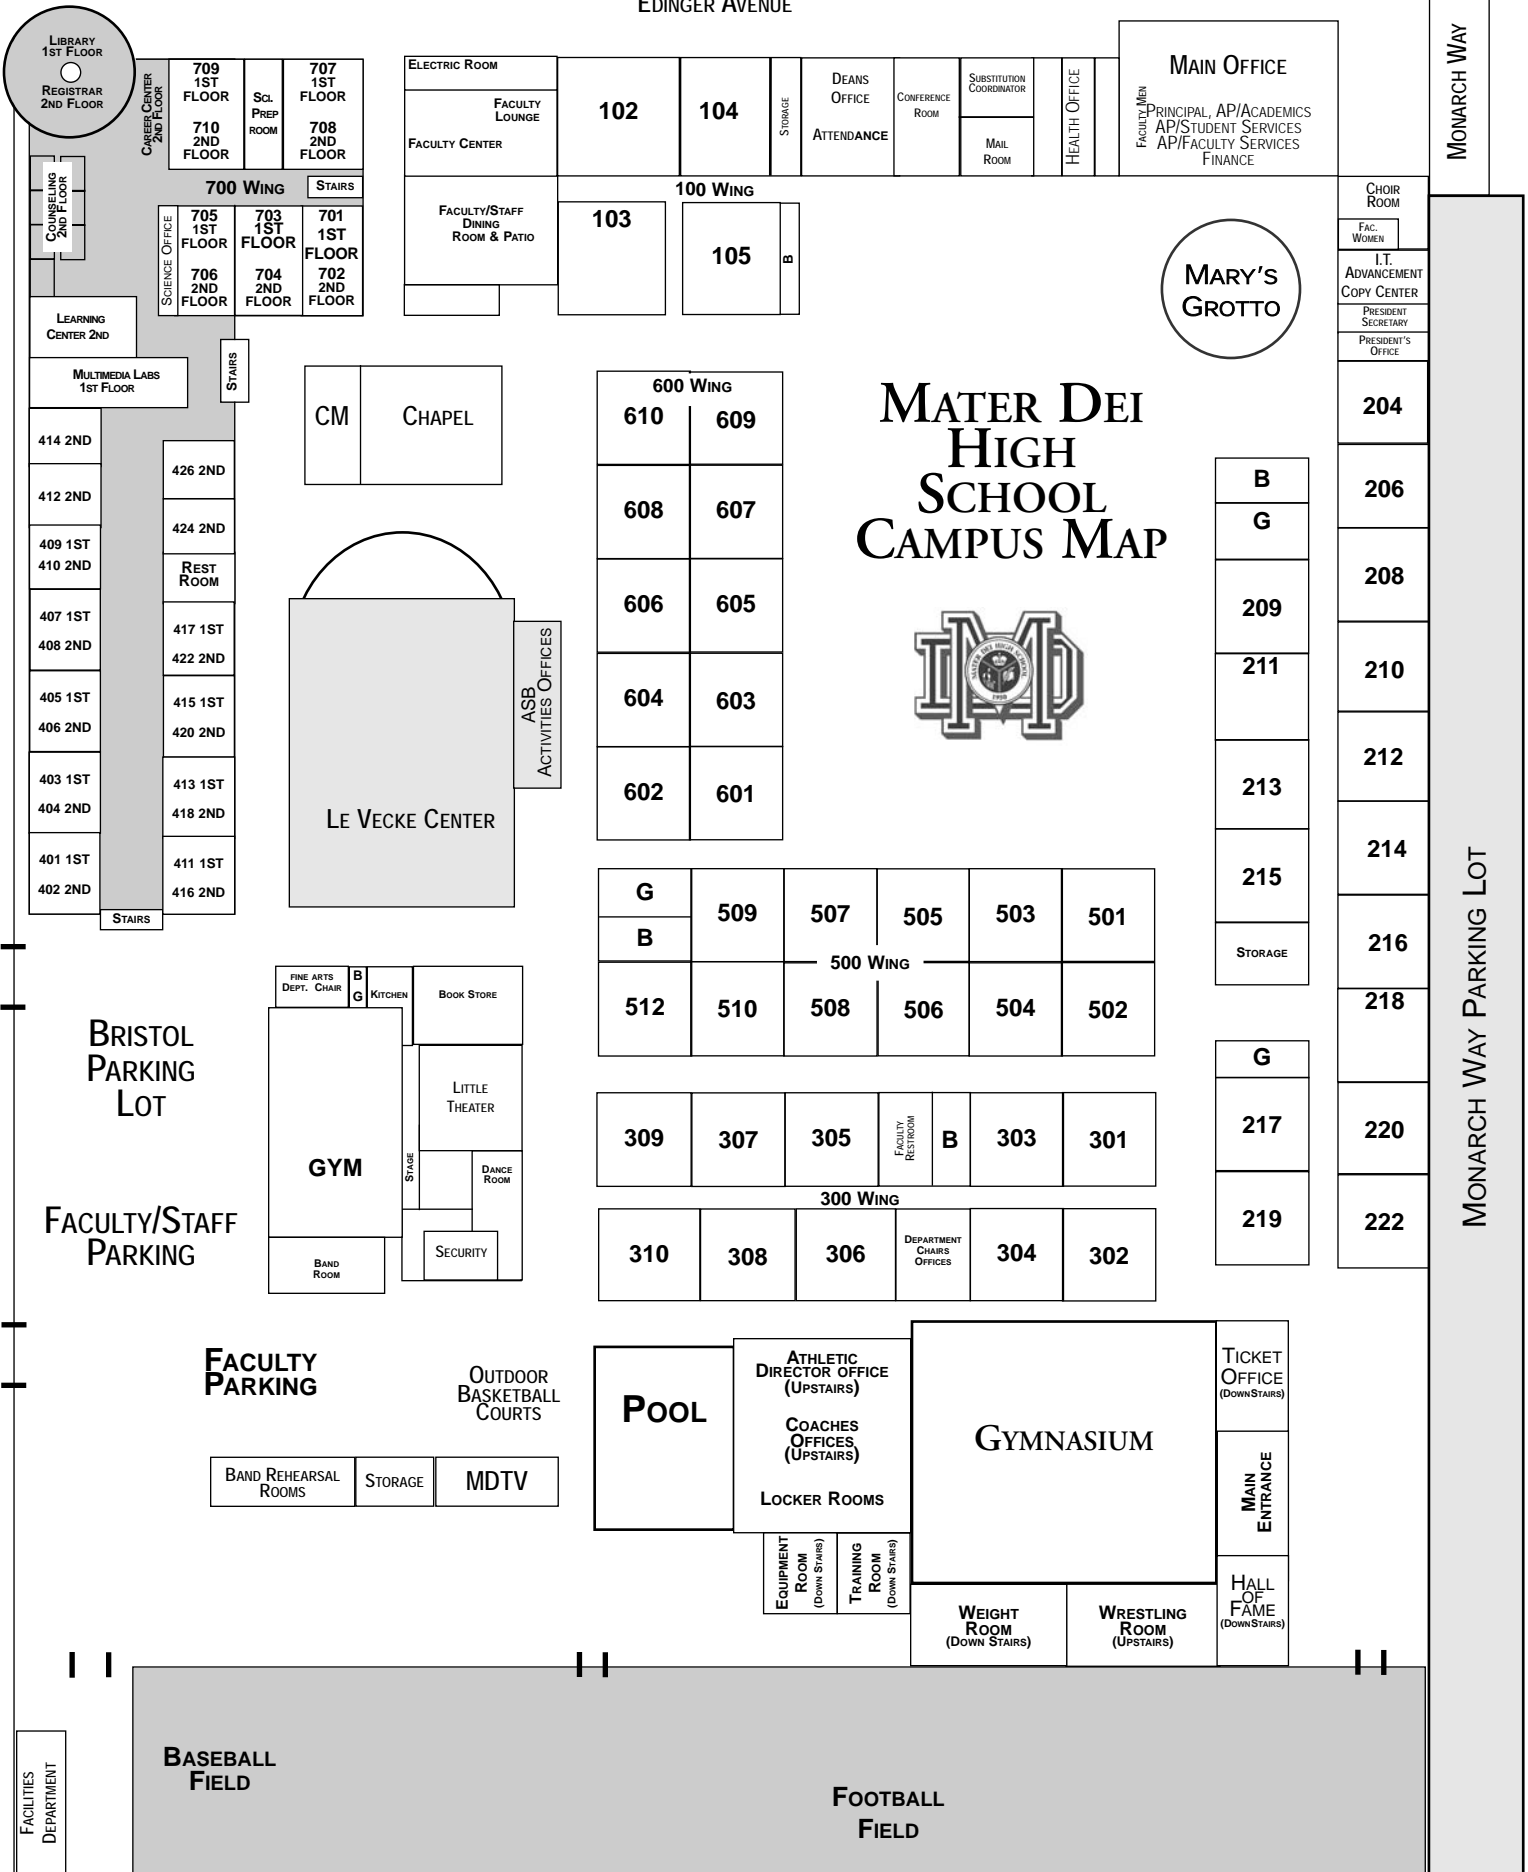 Edinger Avenue
Monarch Way
Library
1st Floor
Registrar
2nd Floor
Career Center
2nd Floor
709
1ST
FLOOR
710
2ND
FLOOR
Sci.
Prep
room
707
1ST
FLOOR
708
2ND
FLOOR
Electric Room
Faculty
Lounge
Faculty Center
102
104
Storage
Deans
Office
Attendance
Conference
Room
Substitution
Coordinator
Mail
Room
Health Office
Main Office
Faculty Men
Principal, AP/Academics
AP/Student Services
AP/Faculty Services
Finance
Counseling
2nd Floor
700 Wing
Stairs
100 Wing
Science Office
705
1ST
FLOOR
706
2ND
FLOOR
703
1ST
FLOOR
704
2ND
FLOOR
701
1ST
FLOOR
702
2ND
FLOOR
Faculty/Staff
Dining
Room & Patio
103
105
B
Mary's
Grotto
Choir
Room
Fac.
Women
I.T.
Advancement
Copy Center
President
Secretary
President's
Office
Learning
Center 2nd
Multimedia Labs
1st Floor
Stairs
CM
Chapel
600 Wing
610
609
608
607
606
605
604
603
602
601
Mater Dei
High
School
Campus Map
MATER DEI HIGH SCHOOL
1950
204
206
208
210
212
214
216
218
220
222
B
G
209
211
213
215
Storage
G
217
219
Monarch Way Parking Lot
414 2ND
412 2ND
409 1ST
410 2ND
407 1ST
408 2ND
405 1ST
406 2ND
403 1ST
404 2ND
401 1ST
402 2ND
426 2ND
424 2ND
Rest
Room
417 1ST
422 2ND
415 1ST
420 2ND
413 1ST
418 2ND
411 1ST
416 2ND
Stairs
Le Vecke Center
ASB
Activities Offices
G
B
509
507
505
503
501
500 Wing
512
510
508
506
504
502
309
307
305
Faculty
Restroom
B
303
301
300 Wing
310
308
306
Department
Chairs
Offices
304
302
Fine Arts
Dept. Chair
B
G
Kitchen
Book Store
Little
Theater
GYM
Stage
Dance
Room
Security
Band
Room
Bristol
Parking
Lot
Faculty/Staff
Parking
Faculty
Parking
Outdoor
Basketball
Courts
Band Rehearsal
Rooms
Storage
MDTV
Pool
Athletic
Director office
(Upstairs)
Coaches
Offices
(Upstairs)
Locker Rooms
Equipment
Room
(Down Stairs)
Training
Room
(Down Stairs)
Gymnasium
Ticket
Office
(DownStairs)
Main
Entrance
Hall
of
Fame
(DownStairs)
Weight
Room
(Down Stairs)
Wrestling
Room
(Upstairs)
Facilities
Department
Baseball
Field
Football
Field